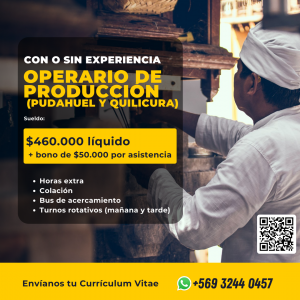 CON O SIN EXPERIENCIA
OPERARIO DE
PRODUCCIÓN
(PUDAHUEL Y QUILICURA)
Sueldo:
$460.000 líquido
+ bono de $50.000 por asistencia
• Horas extra
• Colación
• Bus de acercamiento
• Turnos rotativos (mañana y tarde)
Envíanos tu Currículum Vitae
+569 3244 0457